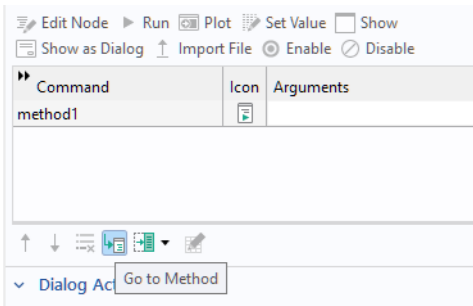 Edit Node Run Plot Set Value Show
Show as Dialog Import File Enable Disable
Command Icon Arguments
method1
Go to Method
Dialog Act